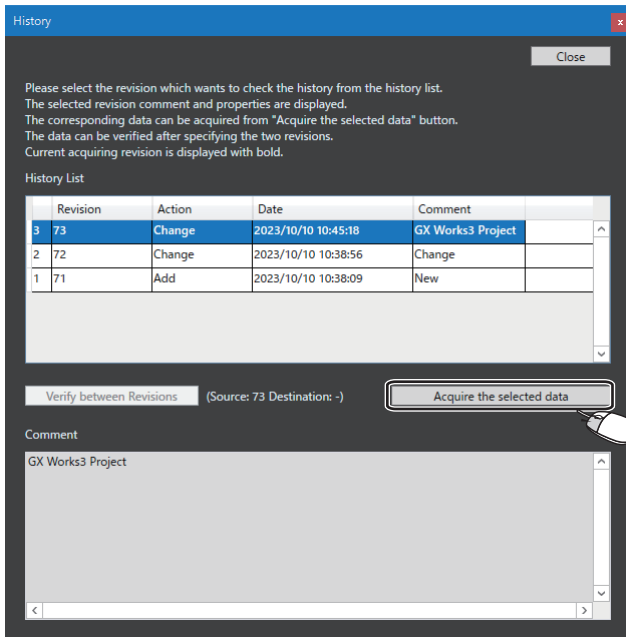 History
x
Close
Please select the revision which wants to check the history from the history list.
The selected revision comment and properties are displayed.
The corresponding data can be acquired from "Acquire the selected data" button.
The data can be verified after specifying the two revisions.
Current acquiring revision is displayed with bold.
History List
Revision Action Date Comment
3 73 Change 2023/10/10 10:45:18 GX Works3 Project
2 72 Change 2023/10/10 10:38:56 Change
1 71 Add 2023/10/10 10:38:09 New
Verify between Revisions (Source: 73 Destination: -) Acquire the selected data
Comment
GX Works3 Project